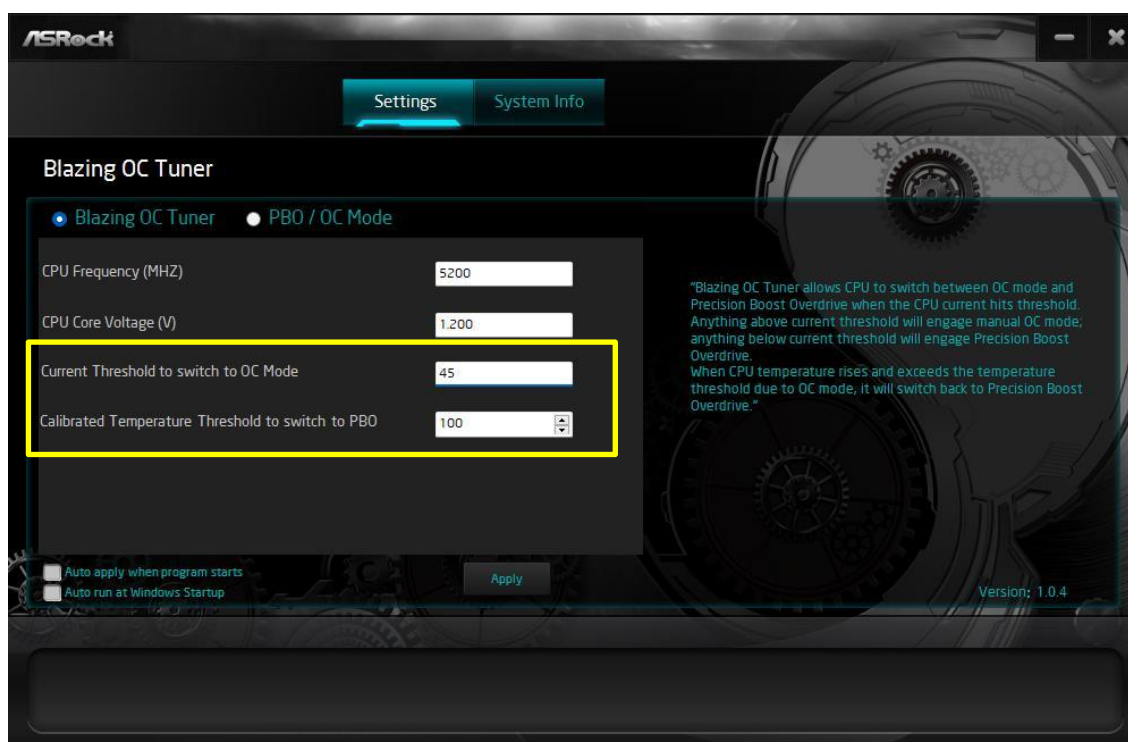 ASRock
Settings
System Info
Blazing OC Tuner
Blazing OC Tuner
PBO / OC Mode
CPU Frequency (MHZ)
5200
CPU Core Voltage (V)
1.200
Current Threshold to switch to OC Mode
45
Calibrated Temperature Threshold to switch to PBO
100
"Blazing OC Tuner allows CPU to switch between OC mode and
Precision Boost Overdrive when the CPU current hits threshold.
Anything above current threshold will engage manual OC mode;
anything below current threshold will engage Precision Boost
Overdrive.
When CPU temperature rises and exceeds the temperature
threshold due to OC mode, it will switch back to Precision Boost
Overdrive."
Auto apply when program starts
Auto run at Windows Startup
Apply
Version: 1.0.4